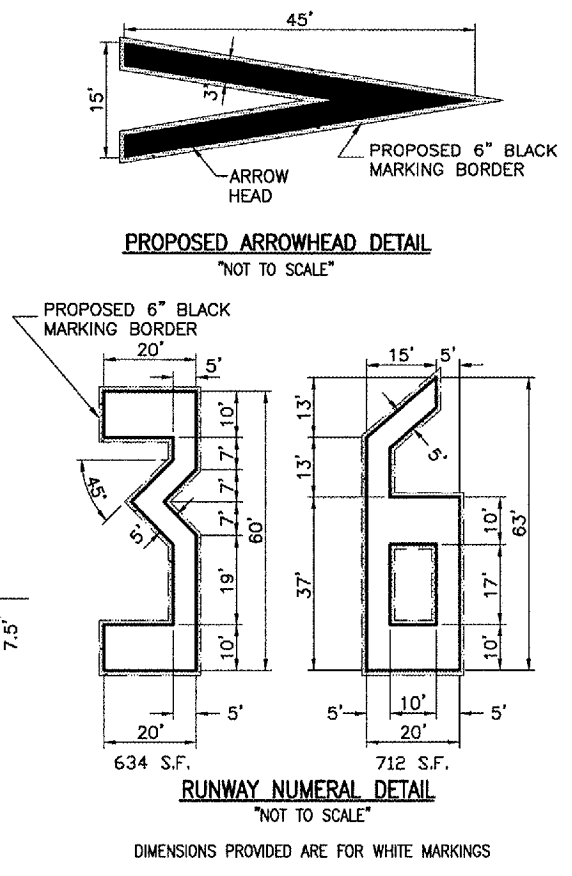 45'
15'
3'
PROPOSED 6" BLACK
MARKING BORDER
ARROW
HEAD
PROPOSED ARROWHEAD DETAIL
"NOT TO SCALE"
PROPOSED 6" BLACK
MARKING BORDER
20'
5'
10'
7'
7'
7'
45'
5'
60'
19'
10'
5'
20'
634 S.F.
7.5'
15'
5'
13'
13'
5'
10'
63'
37'
17'
10'
5'
10'
5'
20'
712 S.F.
RUNWAY NUMERAL DETAIL
"NOT TO SCALE"
DIMENSIONS PROVIDED ARE FOR WHITE MARKINGS